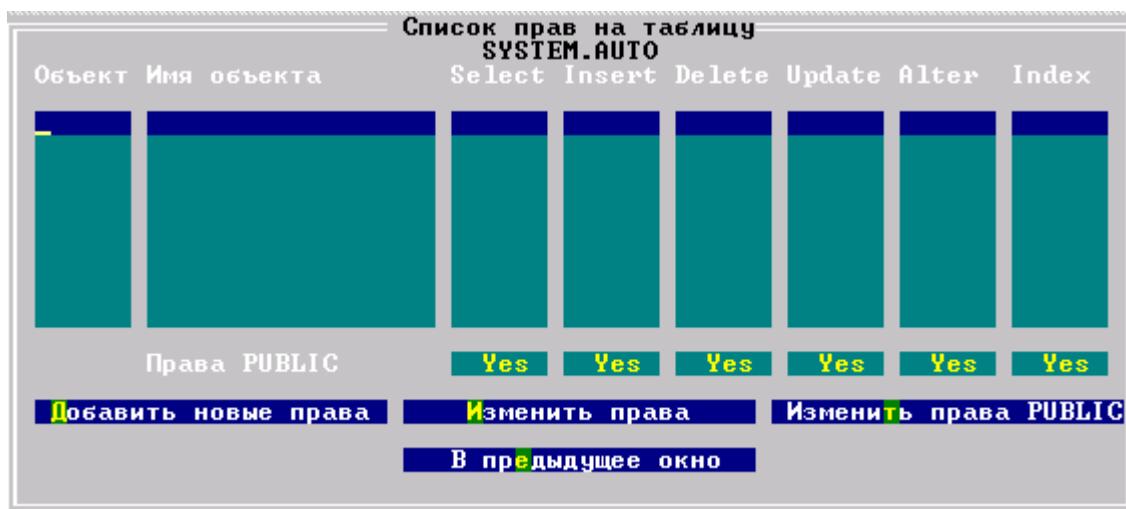 Список прав на таблицу
SYSTEM.AUTO
Объект Имя объекта Select Insert Delete Update Alter Index
Права PUBLIC Yes Yes Yes Yes Yes Yes
Добавить новые права Изменить права Изменить права PUBLIC
В предыдущее окно